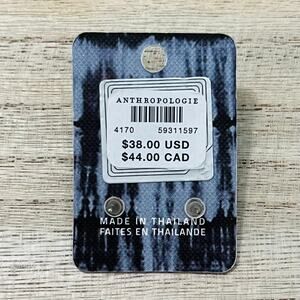 ANTHROPOLOGIE
4170 59311597
$38.00 USD
$44.00 CAD
MADE IN THAILAND
FAITES EN THAILANDE